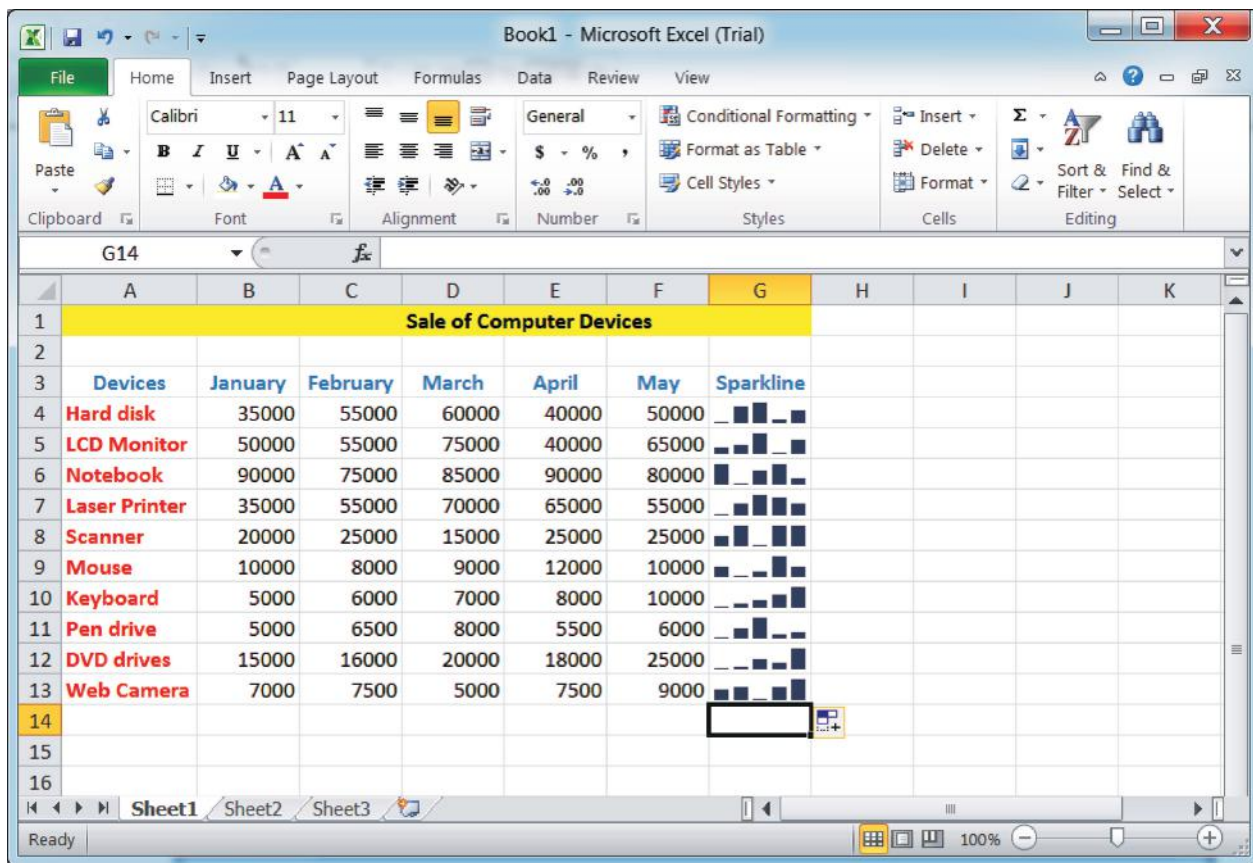 Book1 - Microsoft Excel (Trial)
File Home Insert Page Layout Formulas Data Review View
Calibri 11 General Conditional Formatting Insert Σ
Paste B I U A A $ % , Format as Table Delete Sort & Find &
A .0 .00 .00 .0 Cell Styles Format Filter Select
Clipboard Font Alignment Number Styles Cells Editing
G14 fx
A B C D E F G H I J K
1 Sale of Computer Devices
2
3 Devices January February March April May Sparkline
4 Hard disk 35000 55000 60000 40000 50000
5 LCD Monitor 50000 55000 75000 40000 65000
6 Notebook 90000 75000 85000 90000 80000
7 Laser Printer 35000 55000 70000 65000 55000
8 Scanner 20000 25000 15000 25000 25000
9 Mouse 10000 8000 9000 12000 10000
10 Keyboard 5000 6000 7000 8000 10000
11 Pen drive 5000 6500 8000 5500 6000
12 DVD drives 15000 16000 20000 18000 25000
13 Web Camera 7000 7500 5000 7500 9000
14
15
16
Sheet1 Sheet2 Sheet3
Ready 100%